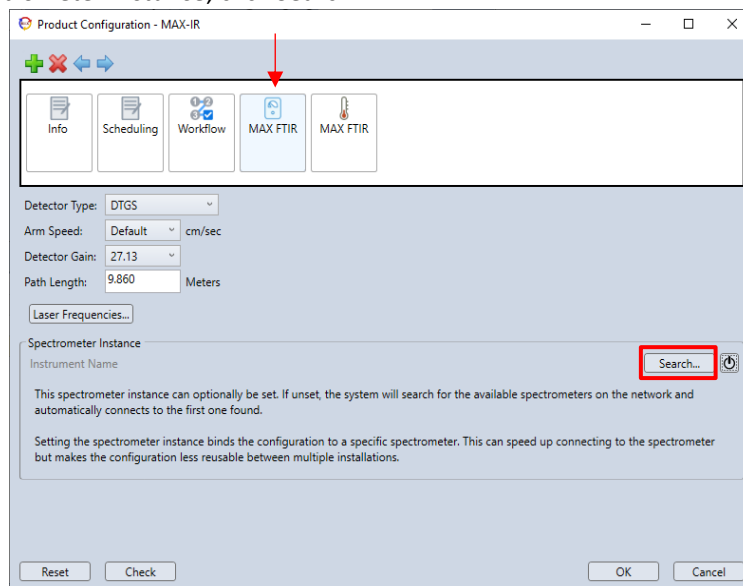 Product Configuration - MAX-IR
Info
Scheduling
Workflow
MAX FTIR
MAX FTIR
Detector Type: DTGS
Arm Speed: Default cm/sec
Detector Gain: 27.13
Path Length: 9.860 Meters
Laser Frequencies...
Spectrometer Instance
Instrument Name
Search...
This spectrometer instance can optionally be set. If unset, the system will search for the available spectrometers on the network and
automatically connects to the first one found.
Setting the spectrometer instance binds the configuration to a specific spectrometer. This can speed up connecting to the spectrometer
but makes the configuration less reusable between multiple installations.
Reset Check OK Cancel